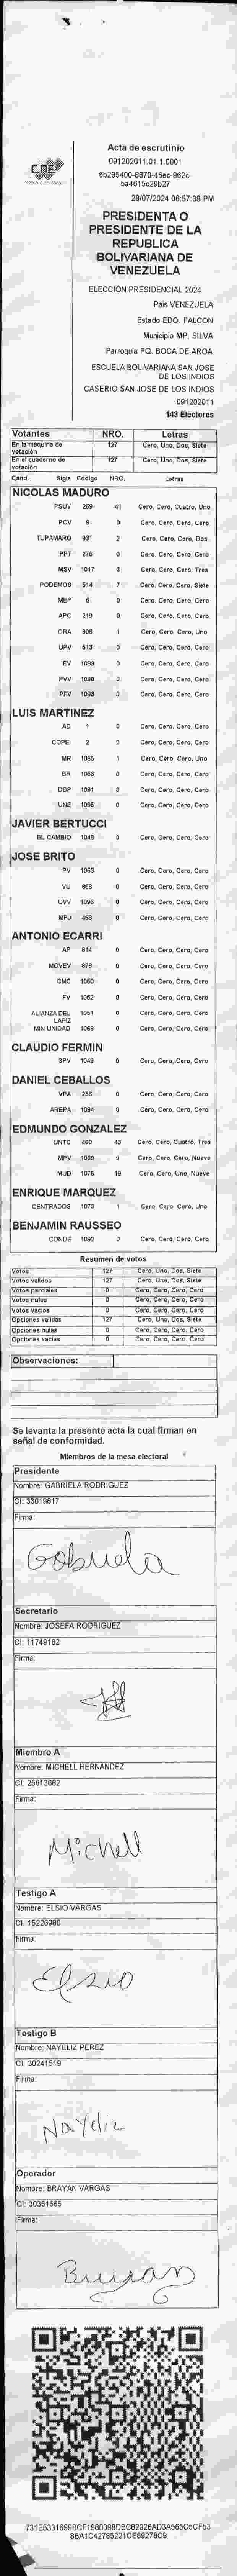 Acta de escrutinio
CNE
091202011.01.1.0001
28/07/2024 06:57:39 PM
PRESIDENTA O
PRESIDENTE DE LA
REPUBLICA
BOLIVARIANA DE
VENEZUELA
ELECCIÓN PRESIDENCIAL 2024
Pais VENEZUELA
Estado EDO. FALCON
Municipio MP. SILVA
Parroquia PQ. BOCA DE AROA
ESCUELA BOLIVARIANA SAN JOSE
DE LOS INDIOS
CASERIO SAN JOSE DE LOS INDIOS
091202011
143 Electores
Votantes NRO. Letras
En la máquina de votación 127 Cero, Uno, Dos, Siete
En el cuaderno de votación 127 Cero, Uno, Dos, Siete
Cand. Sigla Código NRO. Letras
NICOLAS MADURO
PSUV 269 41 Cero, Cero, Cuatro, Uno
PCV 9 0 Cero, Cero, Cero, Cero
TUPAMARO 931 2 Cero, Cero, Cero, Dos
PPT 276 0 Cero, Cero, Cero, Cero
MSV 1017 3 Cero, Cero, Cero, Tres
PODEMOS 514 7 Cero, Cero, Cero, Siete
MEP 6 0 Cero, Cero, Cero, Cero
APC 219 0 Cero, Cero, Cero, Cero
ORA 906 1 Cero, Cero, Cero, Uno
UPV 513 0 Cero, Cero, Cero, Cero
EV 1089 0 Cero, Cero, Cero, Cero
PVV 1090 0 Cero, Cero, Cero, Cero
PFV 1093 0 Cero, Cero, Cero, Cero
LUIS MARTINEZ
AD 1 0 Cero, Cero, Cero, Cero
COPEI 2 0 Cero, Cero, Cero, Cero
MR 1065 1 Cero, Cero, Cero, Uno
BR 1066 0 Cero, Cero, Cero, Cero
DDP 1091 0 Cero, Cero, Cero, Cero
UNE 1095 0 Cero, Cero, Cero, Cero
JAVIER BERTUCCI
EL CAMBIO 1048 0 Cero, Cero, Cero, Cero
JOSE BRITO
PV 1053 0 Cero, Cero, Cero, Cero
VU 868 0 Cero, Cero, Cero, Cero
UVV 1096 0 Cero, Cero, Cero, Cero
MPJ 458 0 Cero, Cero, Cero, Cero
ANTONIO ECARRI
AP 914 0 Cero, Cero, Cero, Cero
MOVEV 879 0 Cero, Cero, Cero, Cero
CMC 1050 0 Cero, Cero, Cero, Cero
FV 1062 0 Cero, Cero, Cero, Cero
ALIANZA DEL LAPIZ 1051 0 Cero, Cero, Cero, Cero
MIN UNIDAD 1069 0 Cero, Cero, Cero, Cero
CLAUDIO FERMIN
SPV 1049 0 Cero, Cero, Cero, Cero
DANIEL CEBALLOS
VPA 236 0 Cero, Cero, Cero, Cero
AREPA 1094 0 Cero, Cero, Cero, Cero
EDMUNDO GONZALEZ
UNTC 460 43 Cero, Cero, Cuatro, Tres
MPV 1059 9 Cero, Cero, Cero, Nueve
MUD 1075 19 Cero, Cero, Uno, Nueve
ENRIQUE MARQUEZ
CENTRADOS 1073 1 Cero, Cero, Cero, Uno
BENJAMIN RAUSSEO
CONDE 1092 0 Cero, Cero, Cero, Cero
Resumen de votos
Votos 127 Cero, Uno, Dos, Siete
Votos validos 127 Cero, Uno, Dos, Siete
Votos parciales 0 Cero, Cero, Cero, Cero
Votos nulos 0 Cero, Cero, Cero, Cero
Votos vacios 0 Cero, Cero, Cero, Cero
Opciones validas 127 Cero, Uno, Dos, Siete
Opciones nulas 0 Cero, Cero, Cero, Cero
Opciones vacias 0 Cero, Cero, Cero, Cero
Observaciones:
Se levanta la presente acta la cual firman en
señal de conformidad.
Miembros de la mesa electoral
Presidente
Nombre: GABRIELA RODRIGUEZ
CI: 33019617
Firma:
Gabriela
Secretario
Nombre: JOSEFA RODRIGUEZ
CI: 11749182
Firma:
Miembro A
Nombre: MICHELL HERNANDEZ
CI: 25613682
Firma:
Michell
Testigo A
Nombre: ELSIO VARGAS
CI: 15226980
Firma:
Elsio
Testigo B
Nombre: NAYELIZ PEREZ
CI: 30241519
Firma:
Nayeliz
Operador
Nombre: BRAYAN VARGAS
CI: 30361665
Firma: